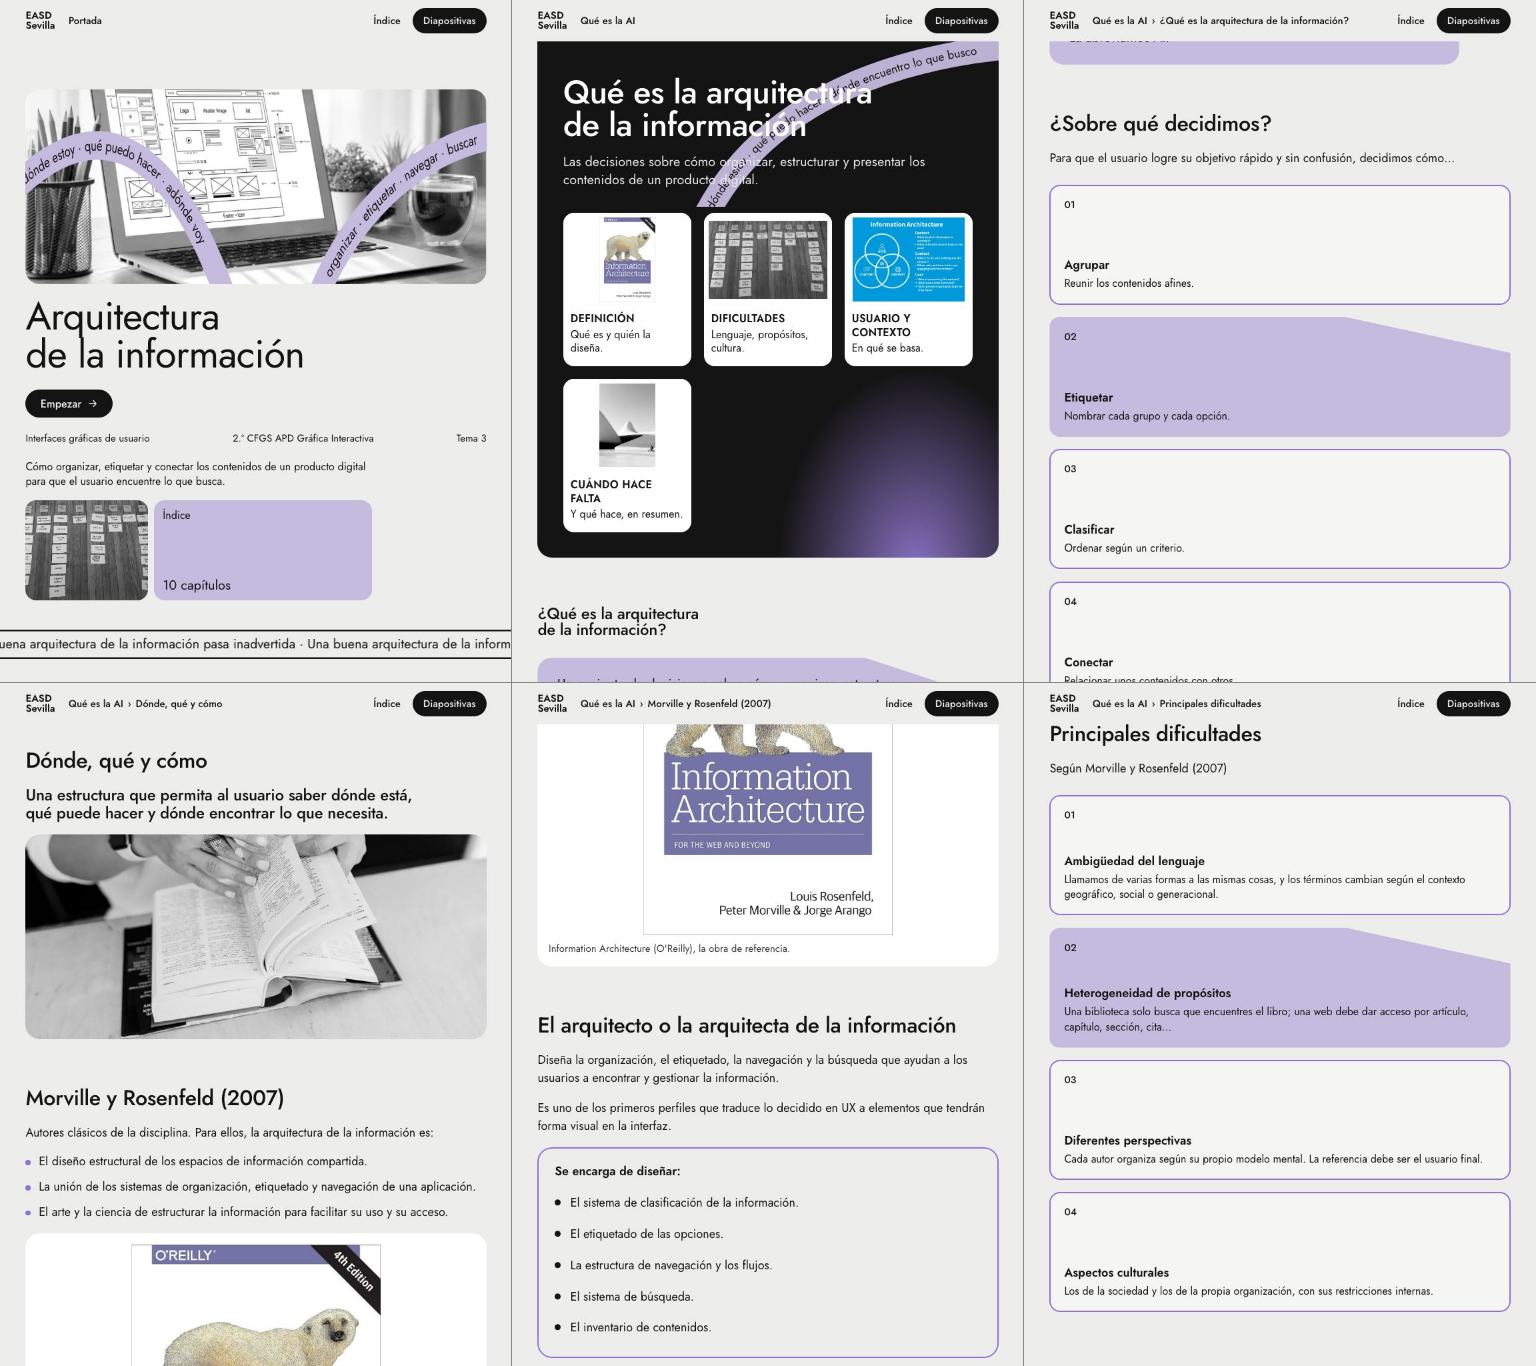 EASD
Sevilla
Portada
Índice
Diapositivas
dónde estoy · qué puedo hacer · adónde voy
organizar · etiquetar · navegar · buscar
Arquitectura
de la información
Empezar →
Interfaces gráficas de usuario
2.º CFGS APD Gráfica Interactiva
Tema 3
Cómo organizar, etiquetar y conectar los contenidos de un producto digital
para que el usuario encuentre lo que busca.
Índice
10 capítulos
uena arquitectura de la información pasa inadvertida · Una buena arquitectura de la inform
EASD
Sevilla
Qué es la AI
Índice
Diapositivas
dónde estoy · qué puedo hacer · dónde encuentro lo que busco
Qué es la arquitectura
de la información
Las decisiones sobre cómo organizar, estructurar y presentar los
contenidos de un producto digital.
O'REILLY
Information
Architecture
DEFINICIÓN
Qué es y quién la
diseña.
DIFICULTADES
Lenguaje, propósitos,
cultura.
Information Architecture
USUARIO Y
CONTEXTO
En qué se basa.
CUÁNDO HACE
FALTA
Y qué hace, en resumen.
¿Qué es la arquitectura
de la información?
EASD
Sevilla
Qué es la AI › ¿Qué es la arquitectura de la información?
Índice
Diapositivas
¿Sobre qué decidimos?
Para que el usuario logre su objetivo rápido y sin confusión, decidimos cómo...
01
Agrupar
Reunir los contenidos afines.
02
Etiquetar
Nombrar cada grupo y cada opción.
03
Clasificar
Ordenar según un criterio.
04
Conectar
Relacionar unos contenidos con otros.
EASD
Sevilla
Qué es la AI › Dónde, qué y cómo
Índice
Diapositivas
Dónde, qué y cómo
Una estructura que permita al usuario saber dónde está,
qué puede hacer y dónde encontrar lo que necesita.
Morville y Rosenfeld (2007)
Autores clásicos de la disciplina. Para ellos, la arquitectura de la información es:
El diseño estructural de los espacios de información compartida.
La unión de los sistemas de organización, etiquetado y navegación de una aplicación.
El arte y la ciencia de estructurar la información para facilitar su uso y su acceso.
O'REILLY®
4th Edition
EASD
Sevilla
Qué es la AI › Morville y Rosenfeld (2007)
Índice
Diapositivas
Information
Architecture
FOR THE WEB AND BEYOND
Louis Rosenfeld,
Peter Morville & Jorge Arango
Information Architecture (O'Reilly), la obra de referencia.
El arquitecto o la arquitecta de la información
Diseña la organización, el etiquetado, la navegación y la búsqueda que ayudan a los
usuarios a encontrar y gestionar la información.
Es uno de los primeros perfiles que traduce lo decidido en UX a elementos que tendrán
forma visual en la interfaz.
Se encarga de diseñar:
El sistema de clasificación de la información.
El etiquetado de las opciones.
La estructura de navegación y los flujos.
El sistema de búsqueda.
El inventario de contenidos.
EASD
Sevilla
Qué es la AI › Principales dificultades
Índice
Diapositivas
Principales dificultades
Según Morville y Rosenfeld (2007)
01
Ambigüedad del lenguaje
Llamamos de varias formas a las mismas cosas, y los términos cambian según el contexto
geográfico, social o generacional.
02
Heterogeneidad de propósitos
Una biblioteca solo busca que encuentres el libro; una web debe dar acceso por artículo,
capítulo, sección, cita...
03
Diferentes perspectivas
Cada autor organiza según su propio modelo mental. La referencia debe ser el usuario final.
04
Aspectos culturales
Los de la sociedad y los de la propia organización, con sus restricciones internas.